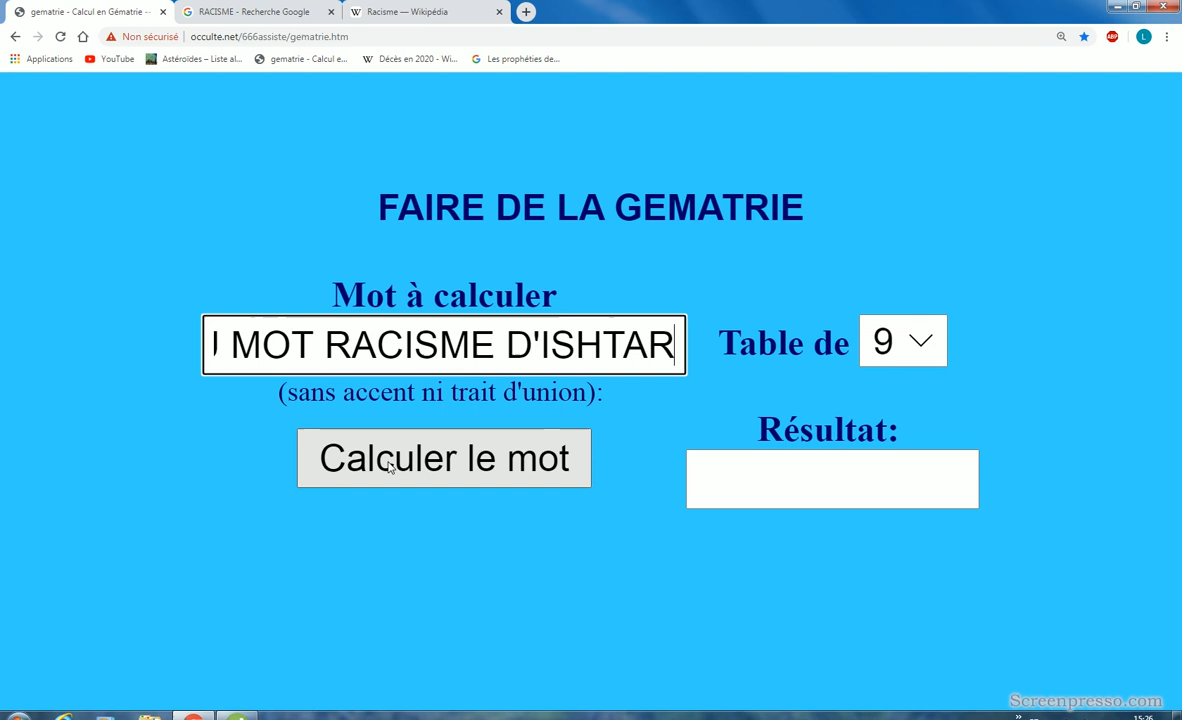 gematrie - Calcul en Gématrie --
RACISME - Recherche Google
Racisme — Wikipédia
Non sécurisé
occulte.net/666assiste/gematrie.htm
ABP
L
Applications
YouTube
Astéroïdes – Liste al...
gematrie - Calcul e...
Décès en 2020 - Wi...
Les prophéties de...
FAIRE DE LA GEMATRIE
Mot à calculer
MOT RACISME D'ISHTAR
Table de 9
(sans accent ni trait d'union):
Calculer le mot
Résultat:
Screenpresso.com
15:26